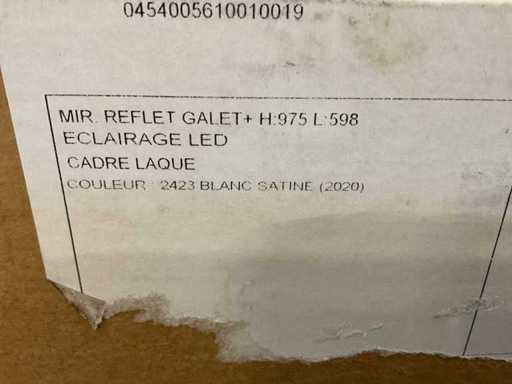 0454005610010019
MIR. REFLET GALET+ H:975 L:598
ECLAIRAGE LED
CADRE LAQUE
COULEUR : 2423 BLANC SATINE (2020)